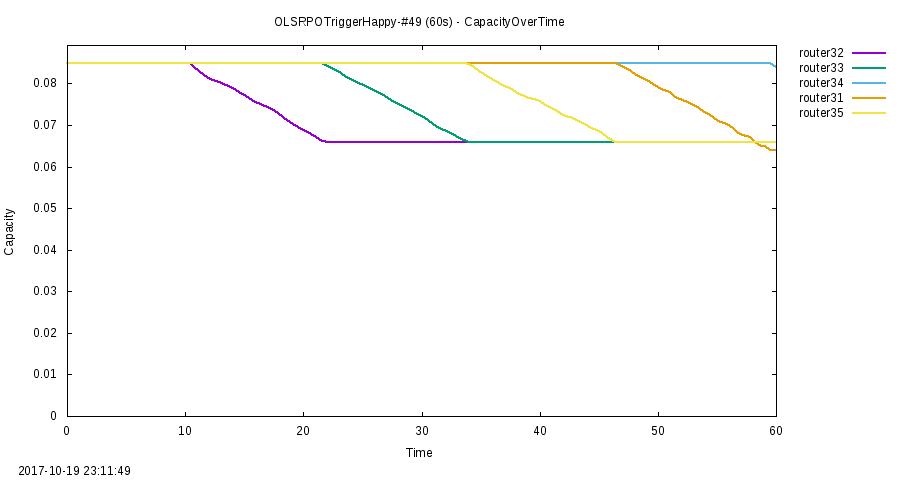 OLSRPOTriggerHappy-#49 (60s) - CapacityOverTime
router32
router33
router34
router31
router35
0.08
0.07
0.06
0.05
0.04
0.03
0.02
0.01
0
Capacity
0 10 20 30 40 50 60
Time
2017-10-19 23:11:49